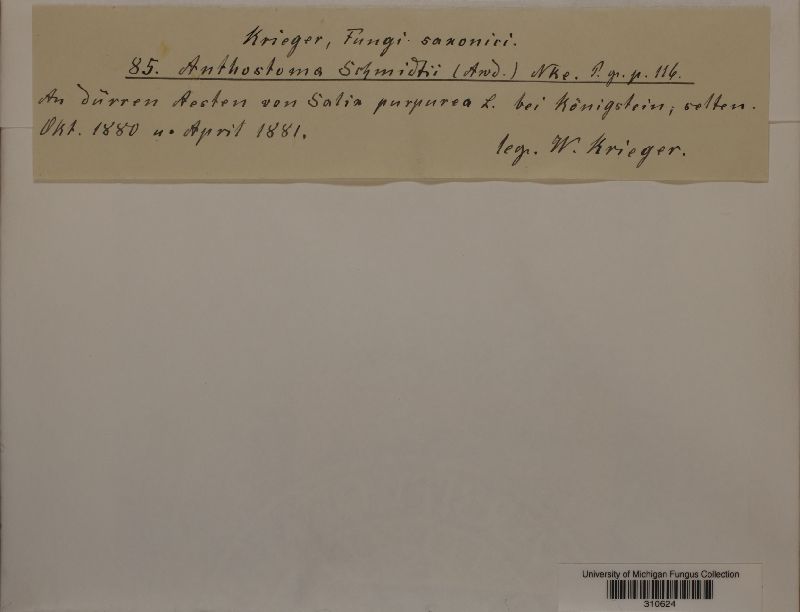 Krieger, Fungi saxonici.
85. Anthostoma Schmidtii (Awd.) Nke. P. g. p. 116.
An dürren Aesten von Salix purpurea L. bei Königstein, selten.
Okt. 1880 u. April 1881.
leg. W. Krieger.
University of Michigan Fungus Collection
310624